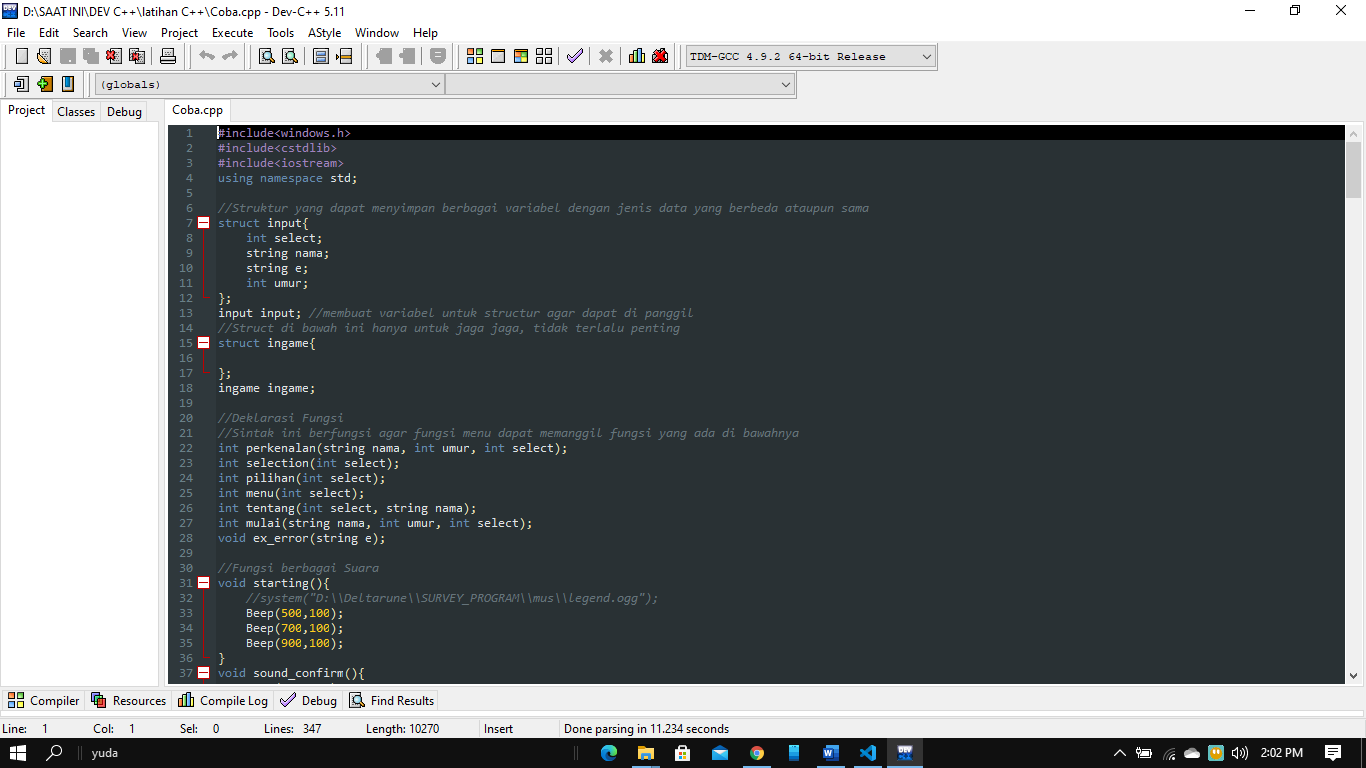 D:\SAAT INI\DEV C++\latihan C++\Coba.cpp - Dev-C++ 5.11
File Edit Search View Project Execute Tools AStyle Window Help
TDM-GCC 4.9.2 64-bit Release
(globals)
Project Classes Debug Coba.cpp
1 #include<windows.h>
2 #include<cstdlib>
3 #include<iostream>
4 using namespace std;
5
6 //Struktur yang dapat menyimpan berbagai variabel dengan jenis data yang berbeda ataupun sama
7 struct input{
8 int select;
9 string nama;
10 string e;
11 int umur;
12 };
13 input input; //membuat variabel untuk structur agar dapat di panggil
14 //Struct di bawah ini hanya untuk jaga jaga, tidak terlalu penting
15 struct ingame{
16
17 };
18 ingame ingame;
19
20 //Deklarasi Fungsi
21 //Sintak ini berfungsi agar fungsi menu dapat memanggil fungsi yang ada di bawahnya
22 int perkenalan(string nama, int umur, int select);
23 int selection(int select);
24 int pilihan(int select);
25 int menu(int select);
26 int tentang(int select, string nama);
27 int mulai(string nama, int umur, int select);
28 void ex_error(string e);
29
30 //Fungsi berbagai Suara
31 void starting(){
32 //system("D:\\Deltarune\\SURVEY_PROGRAM\\mus\\legend.ogg");
33 Beep(500,100);
34 Beep(700,100);
35 Beep(900,100);
36 }
37 void sound_confirm(){
Compiler Resources Compile Log Debug Find Results
Line: 1 Col: 1 Sel: 0 Lines: 347 Length: 10270 Insert Done parsing in 11.234 seconds
yuda 2:02 PM